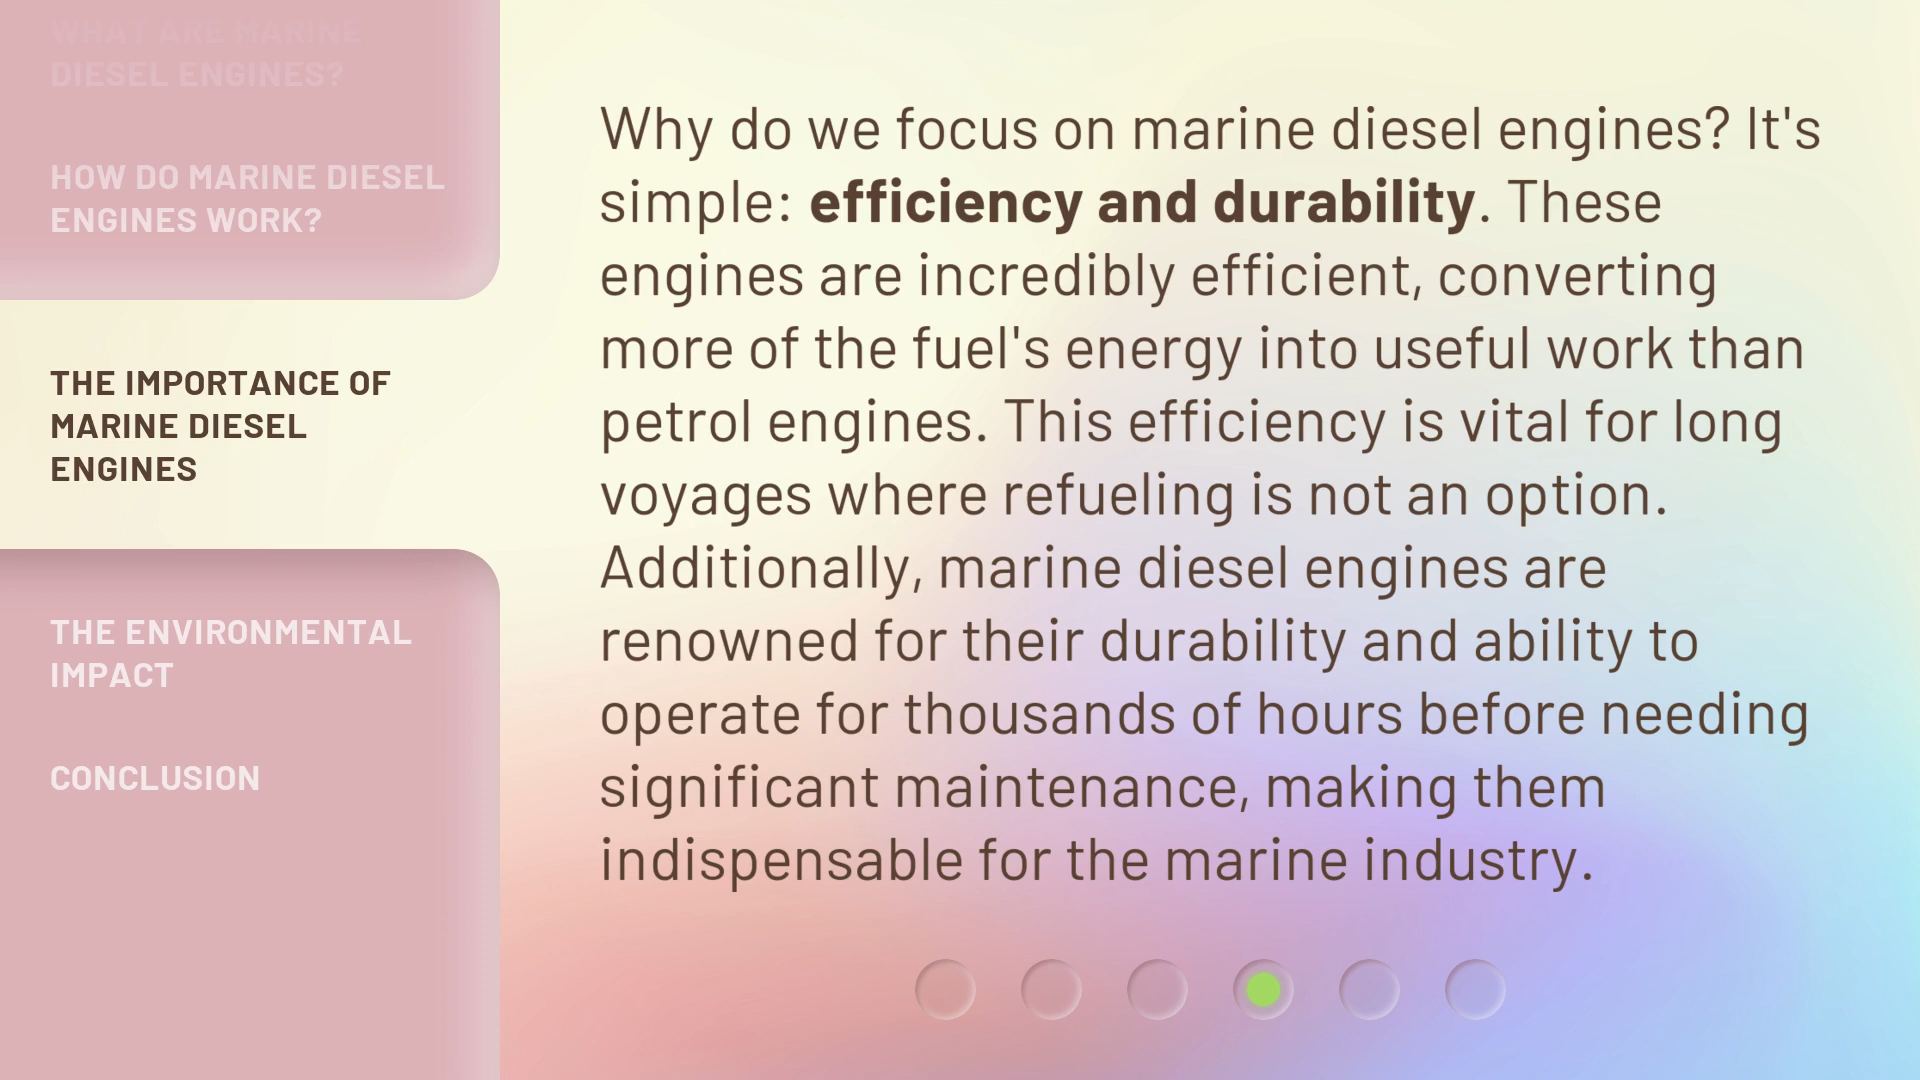 WHAT ARE MARINE
DIESEL ENGINES?
HOW DO MARINE DIESEL
ENGINES WORK?
THE IMPORTANCE OF
MARINE DIESEL
ENGINES
THE ENVIRONMENTAL
IMPACT
CONCLUSION
Why do we focus on marine diesel engines? It's
simple: efficiency and durability. These
engines are incredibly efficient, converting
more of the fuel's energy into useful work than
petrol engines. This efficiency is vital for long
voyages where refueling is not an option.
Additionally, marine diesel engines are
renowned for their durability and ability to
operate for thousands of hours before needing
significant maintenance, making them
indispensable for the marine industry.